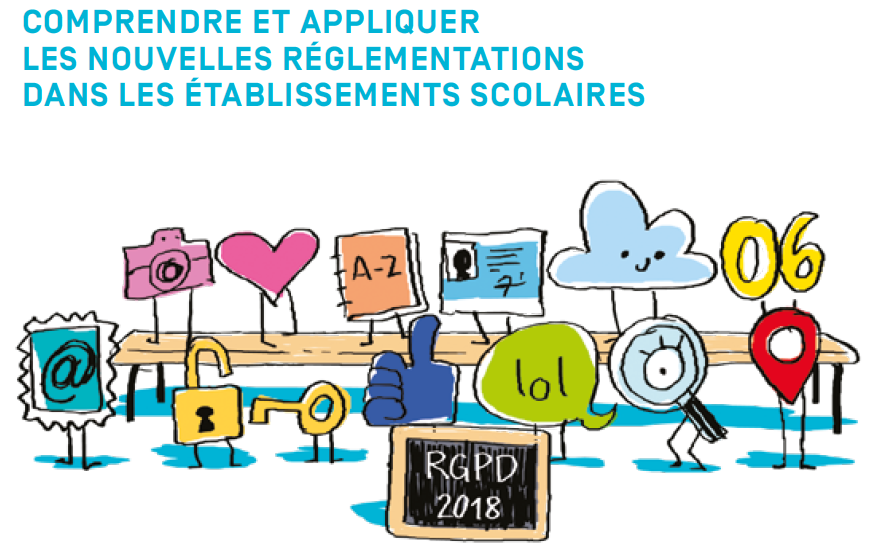 COMPRENDRE ET APPLIQUER
LES NOUVELLES RÉGLEMENTATIONS
DANS LES ÉTABLISSEMENTS SCOLAIRES
A-Z
06
@
lol
RGPD
2018